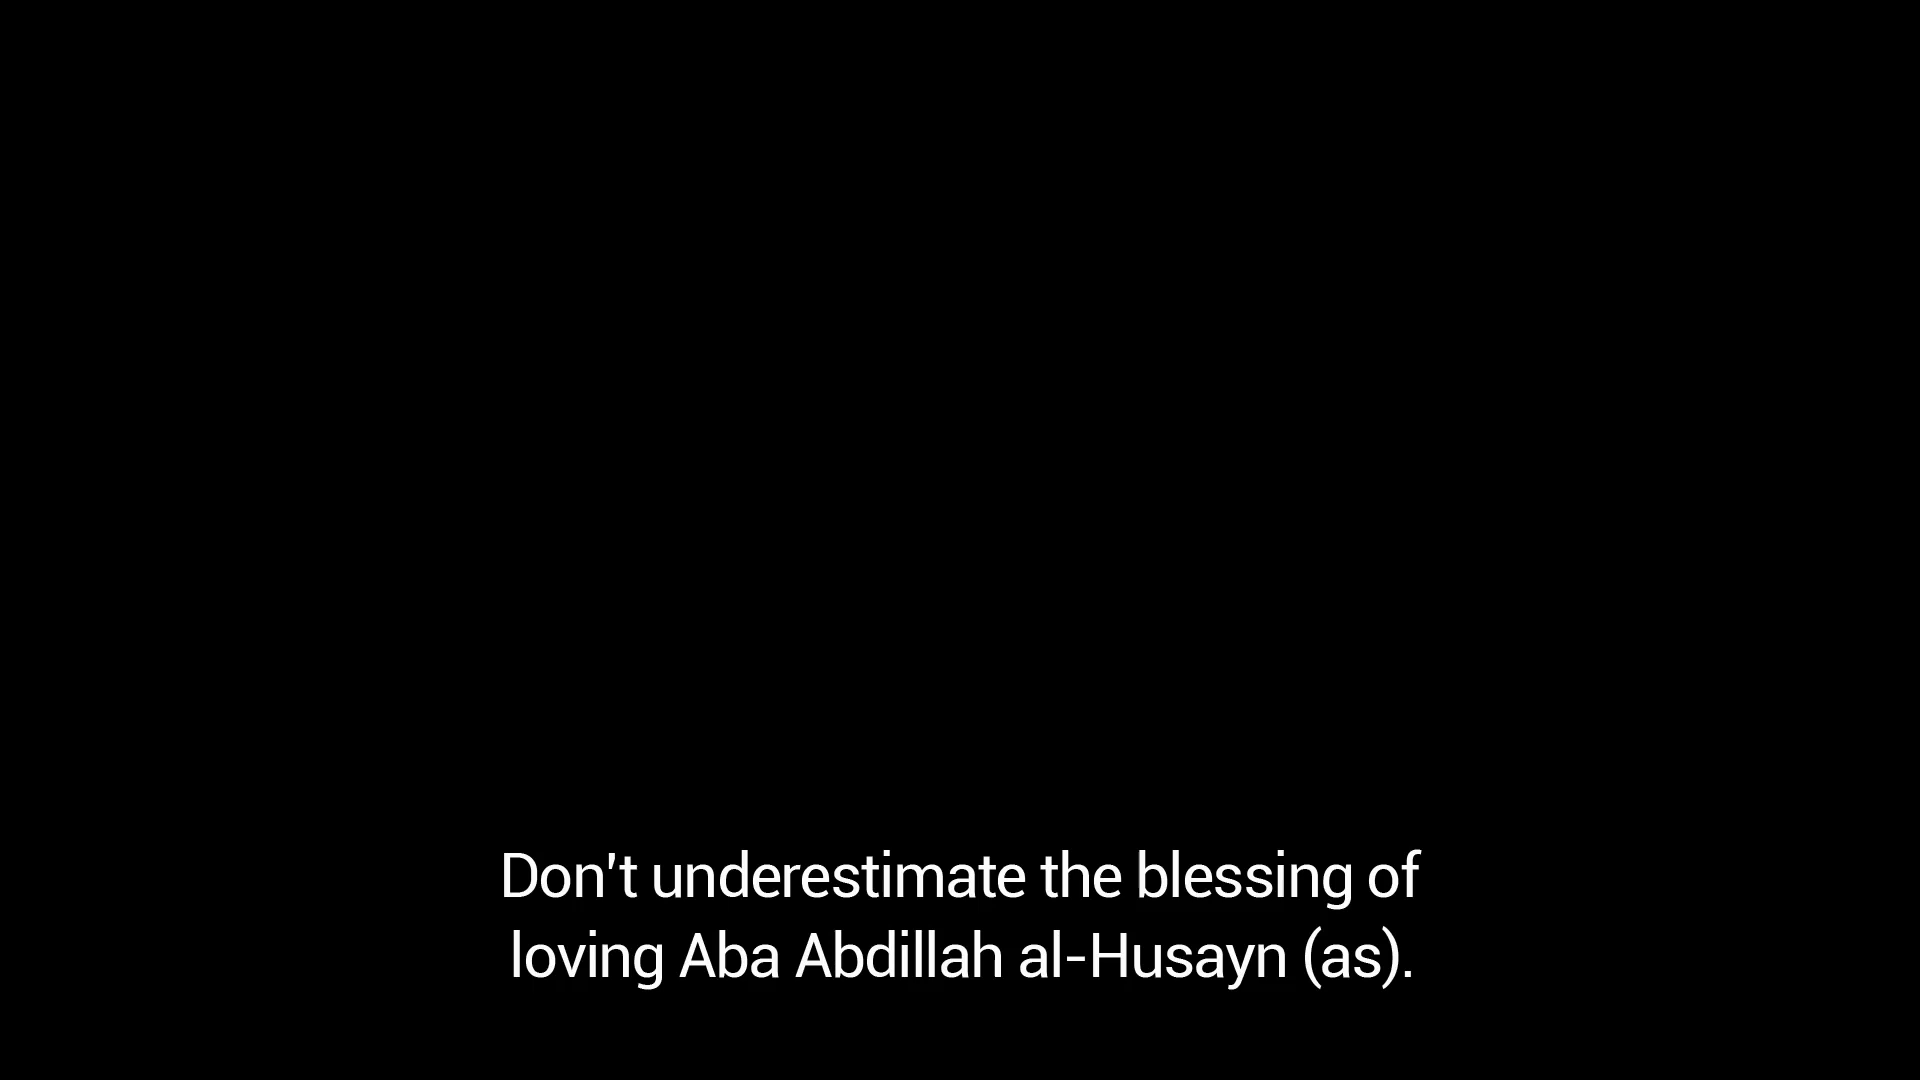 Don't underestimate the blessing of
loving Aba Abdillah al-Husayn (as).